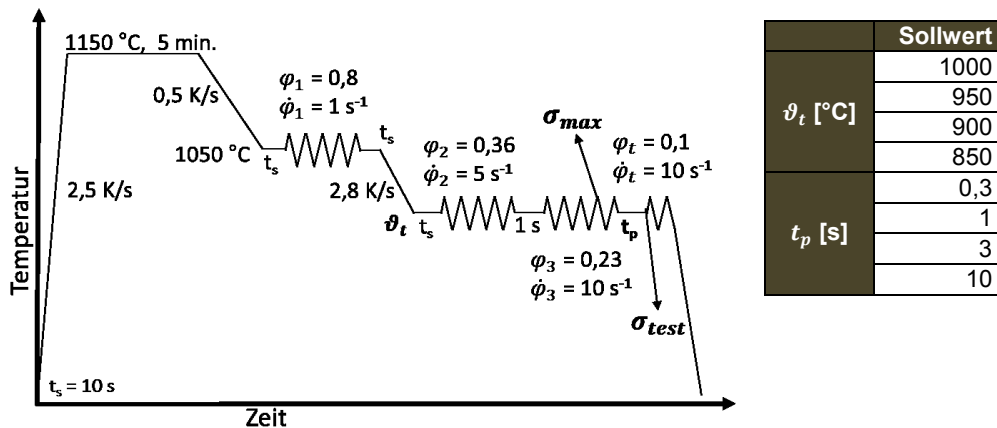 1150 °C, 5 min.
0,5 K/s
φ₁ = 0,8
φ̇₁ = 1 s⁻¹
1050 °C
tₛ
tₛ
2,5 K/s
2,8 K/s
φ₂ = 0,36
φ̇₂ = 5 s⁻¹
σₘₐₓ
φₜ = 0,1
φ̇ₜ = 10 s⁻¹
ϑₜ
tₛ
1 s
tₚ
φ₃ = 0,23
φ̇₃ = 10 s⁻¹
σₜₑₛₜ
Temperatur
tₛ = 10 s
Zeit
Sollwert
ϑₜ [°C]
1000
950
900
850
tₚ [s]
0,3
1
3
10